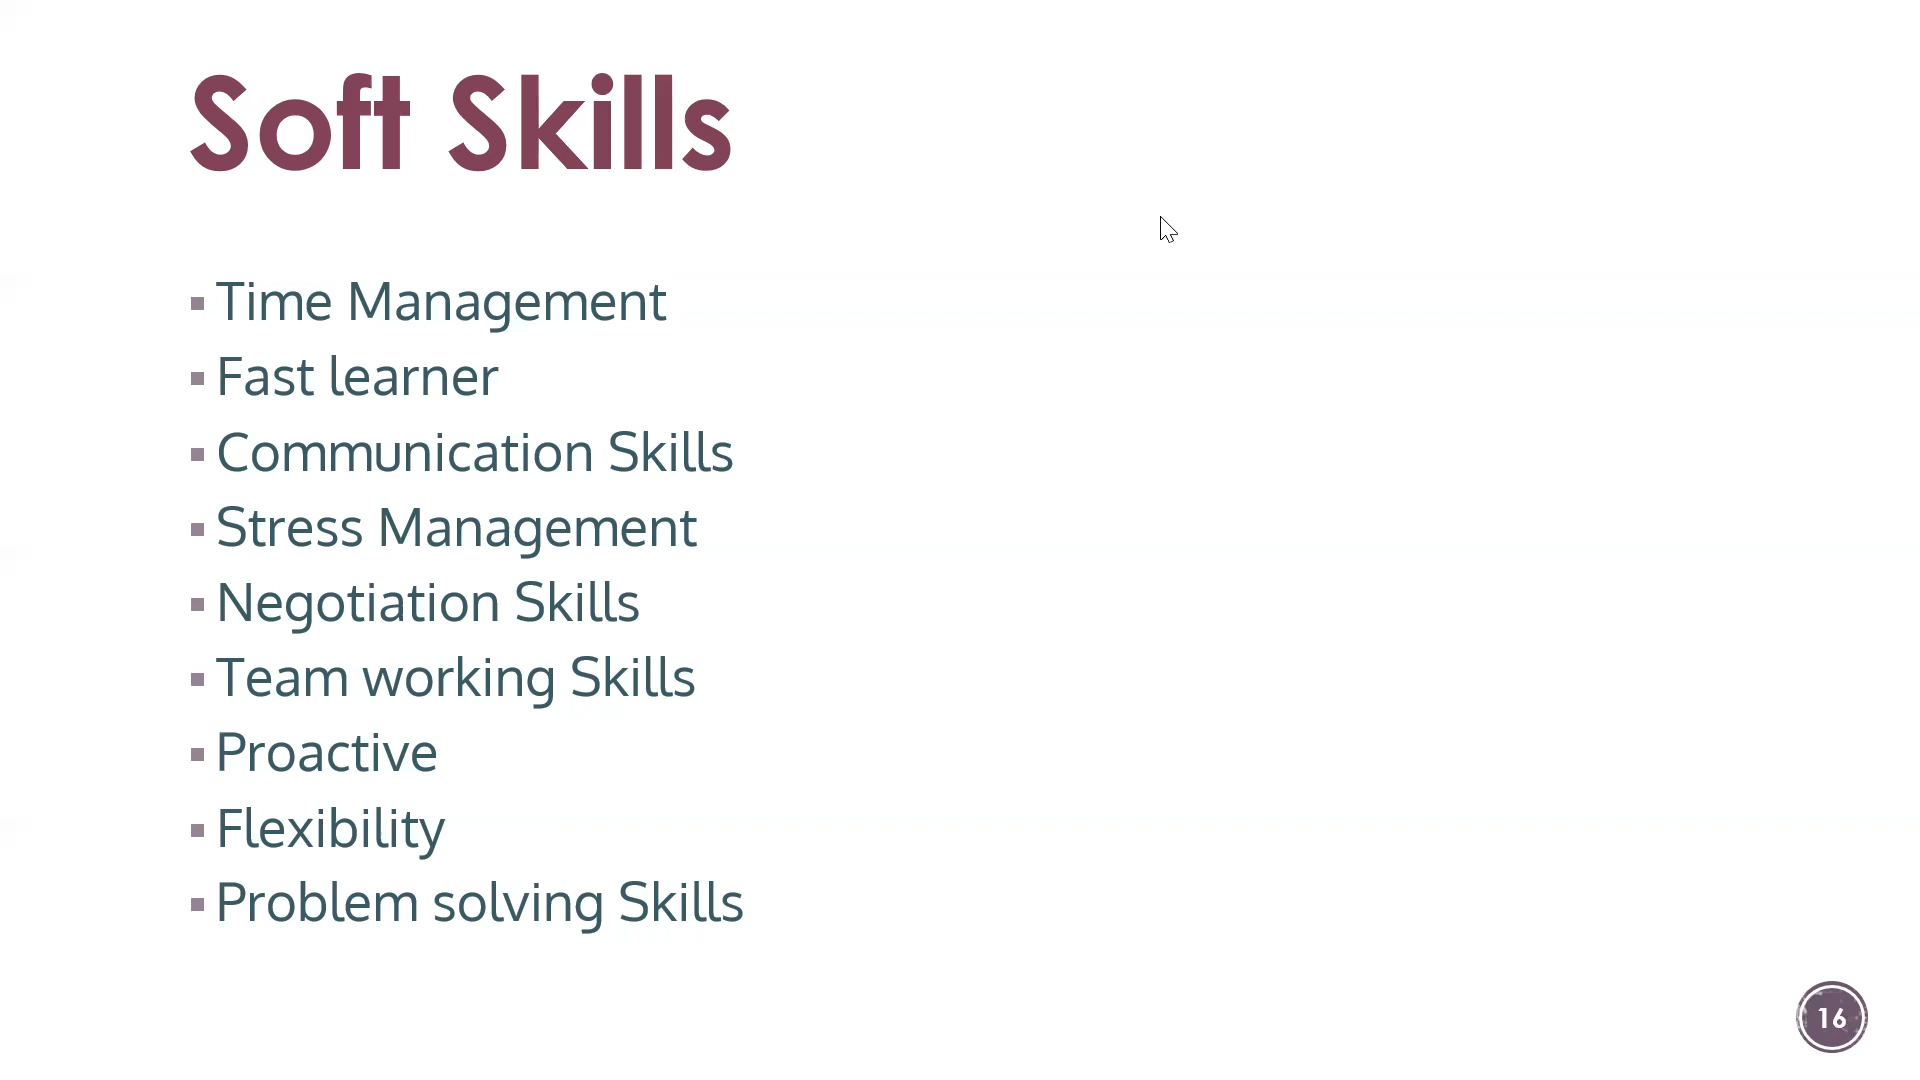 Soft Skills
Time Management
Fast learner
Communication Skills
Stress Management
Negotiation Skills
Team working Skills
Proactive
Flexibility
Problem solving Skills
16